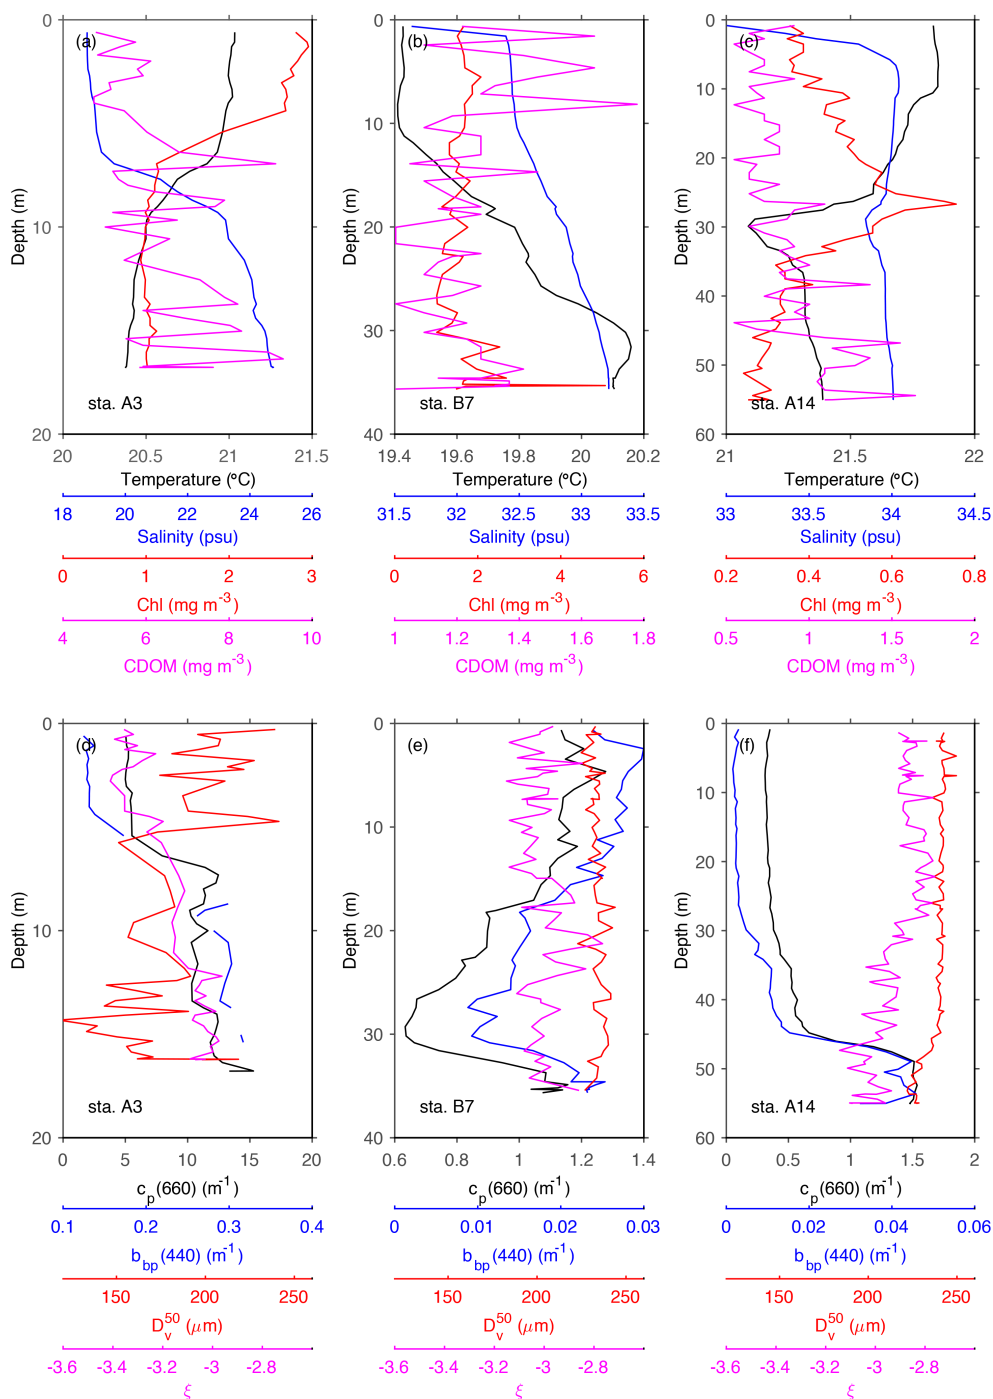 (a) (b) (c)
0 0 0
10
20
30
40
50
10
20
30
10
Depth (m) Depth (m) Depth (m)
sta. A3 sta. B7 sta. A14
20 40 60
20 20.5 21 21.5 19.4 19.6 19.8 20 20.2 21 21.5 22
Temperature (°C) Temperature (°C) Temperature (°C)
18 20 22 24 26 31.5 32 32.5 33 33.5 33 33.5 34 34.5
Salinity (psu) Salinity (psu) Salinity (psu)
0 1 2 3 0 2 4 6 0.2 0.4 0.6 0.8
Chl (mg m⁻³) Chl (mg m⁻³) Chl (mg m⁻³)
4 6 8 10 1 1.2 1.4 1.6 1.8 0.5 1 1.5 2
CDOM (mg m⁻³) CDOM (mg m⁻³) CDOM (mg m⁻³)
(d) (e) (f)
0 0 0
10
20
30
40
50
10
20
30
10
Depth (m) Depth (m) Depth (m)
sta. A3 sta. B7 sta. A14
20 40 60
0 5 10 15 20 0.6 0.8 1 1.2 1.4 0 0.5 1 1.5 2
c_p(660) (m⁻¹) c_p(660) (m⁻¹) c_p(660) (m⁻¹)
0.1 0.2 0.3 0.4 0 0.01 0.02 0.03 0 0.02 0.04 0.06
b_bp(440) (m⁻¹) b_bp(440) (m⁻¹) b_bp(440) (m⁻¹)
150 200 250 150 200 250 150 200 250
D_v⁵⁰ (μm) D_v⁵⁰ (μm) D_v⁵⁰ (μm)
-3.6 -3.4 -3.2 -3 -2.8 -3.6 -3.4 -3.2 -3 -2.8 -3.6 -3.4 -3.2 -3 -2.8
ξ ξ ξ